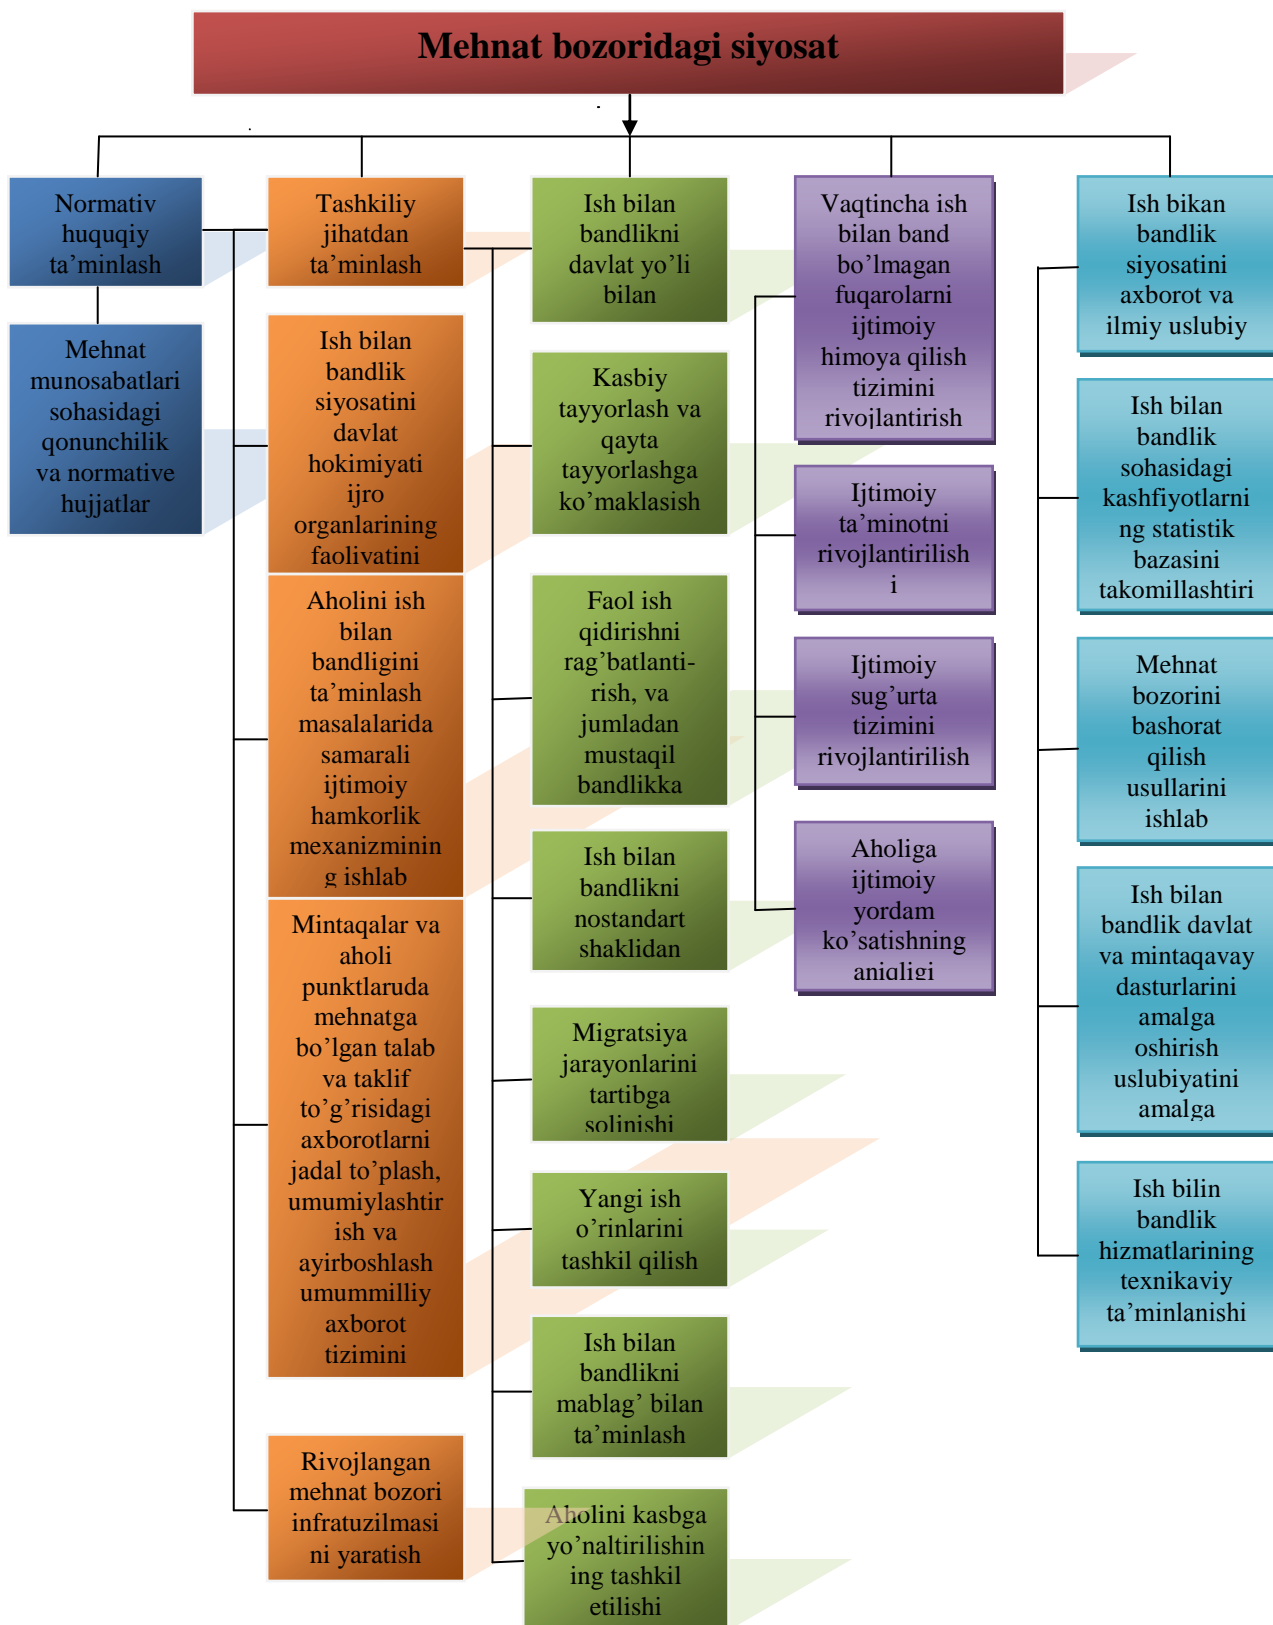 Mehnat bozoridagi siyosat
Normativ
huquqiy
ta’minlash
Mehnat
munosabatlari
sohasidagi
qonunchilik
va normative
hujjatlar
Tashkiliy
jihatdan
ta’minlash
Ish bilan
bandlik
siyosatini
davlat
hokimiyati
ijro
organlarining
faolivatini
Aholini ish
bilan
bandligini
ta’minlash
masalalarida
samarali
ijtimoiy
hamkorlik
mexanizminin
g ishlab
Mintaqalar va
aholi
punktlaruda
mehnatga
bo’lgan talab
va taklif
to’g’risidagi
axborotlarni
jadal to’plash,
umumiylashtir
ish va
ayirboshlash
umummilliy
axborot
tizimini
Rivojlangan
mehnat bozori
infratuzilmasi
ni yaratish
Ish bilan
bandlikni
davlat yo’li
bilan
Kasbiy
tayyorlash va
qayta
tayyorlashga
ko’maklasish
Faol ish
qidirishni
rag’batlanti-
rish, va
jumladan
mustaqil
bandlikka
Ish bilan
bandlikni
nostandart
shaklidan
Migratsiya
jarayonlarini
tartibga
solinishi
Yangi ish
o’rinlarini
tashkil qilish
Ish bilan
bandlikni
mablag’ bilan
ta’minlash
Aholini kasbga
yo’naltirilishin
ing tashkil
etilishi
Vaqtincha ish
bilan band
bo’lmagan
fuqarolarni
ijtimoiy
himoya qilish
tizimini
rivojlantirish
Ijtimoiy
ta’minotni
rivojlantirilish
i
Ijtimoiy
sug’urta
tizimini
rivojlantirilish
Aholiga
ijtimoiy
yordam
ko’satishning
aniqligi
Ish bikan
bandlik
siyosatini
axborot va
ilmiy uslubiy
Ish bilan
bandlik
sohasidagi
kashfiyotlarni
ng statistik
bazasini
takomillashtiri
Mehnat
bozorini
bashorat
qilish
usullarini
ishlab
Ish bilan
bandlik davlat
va mintaqavay
dasturlarini
amalga
oshirish
uslubiyatini
amalga
Ish bilin
bandlik
hizmatlarining
texnikaviy
ta’minlanishi